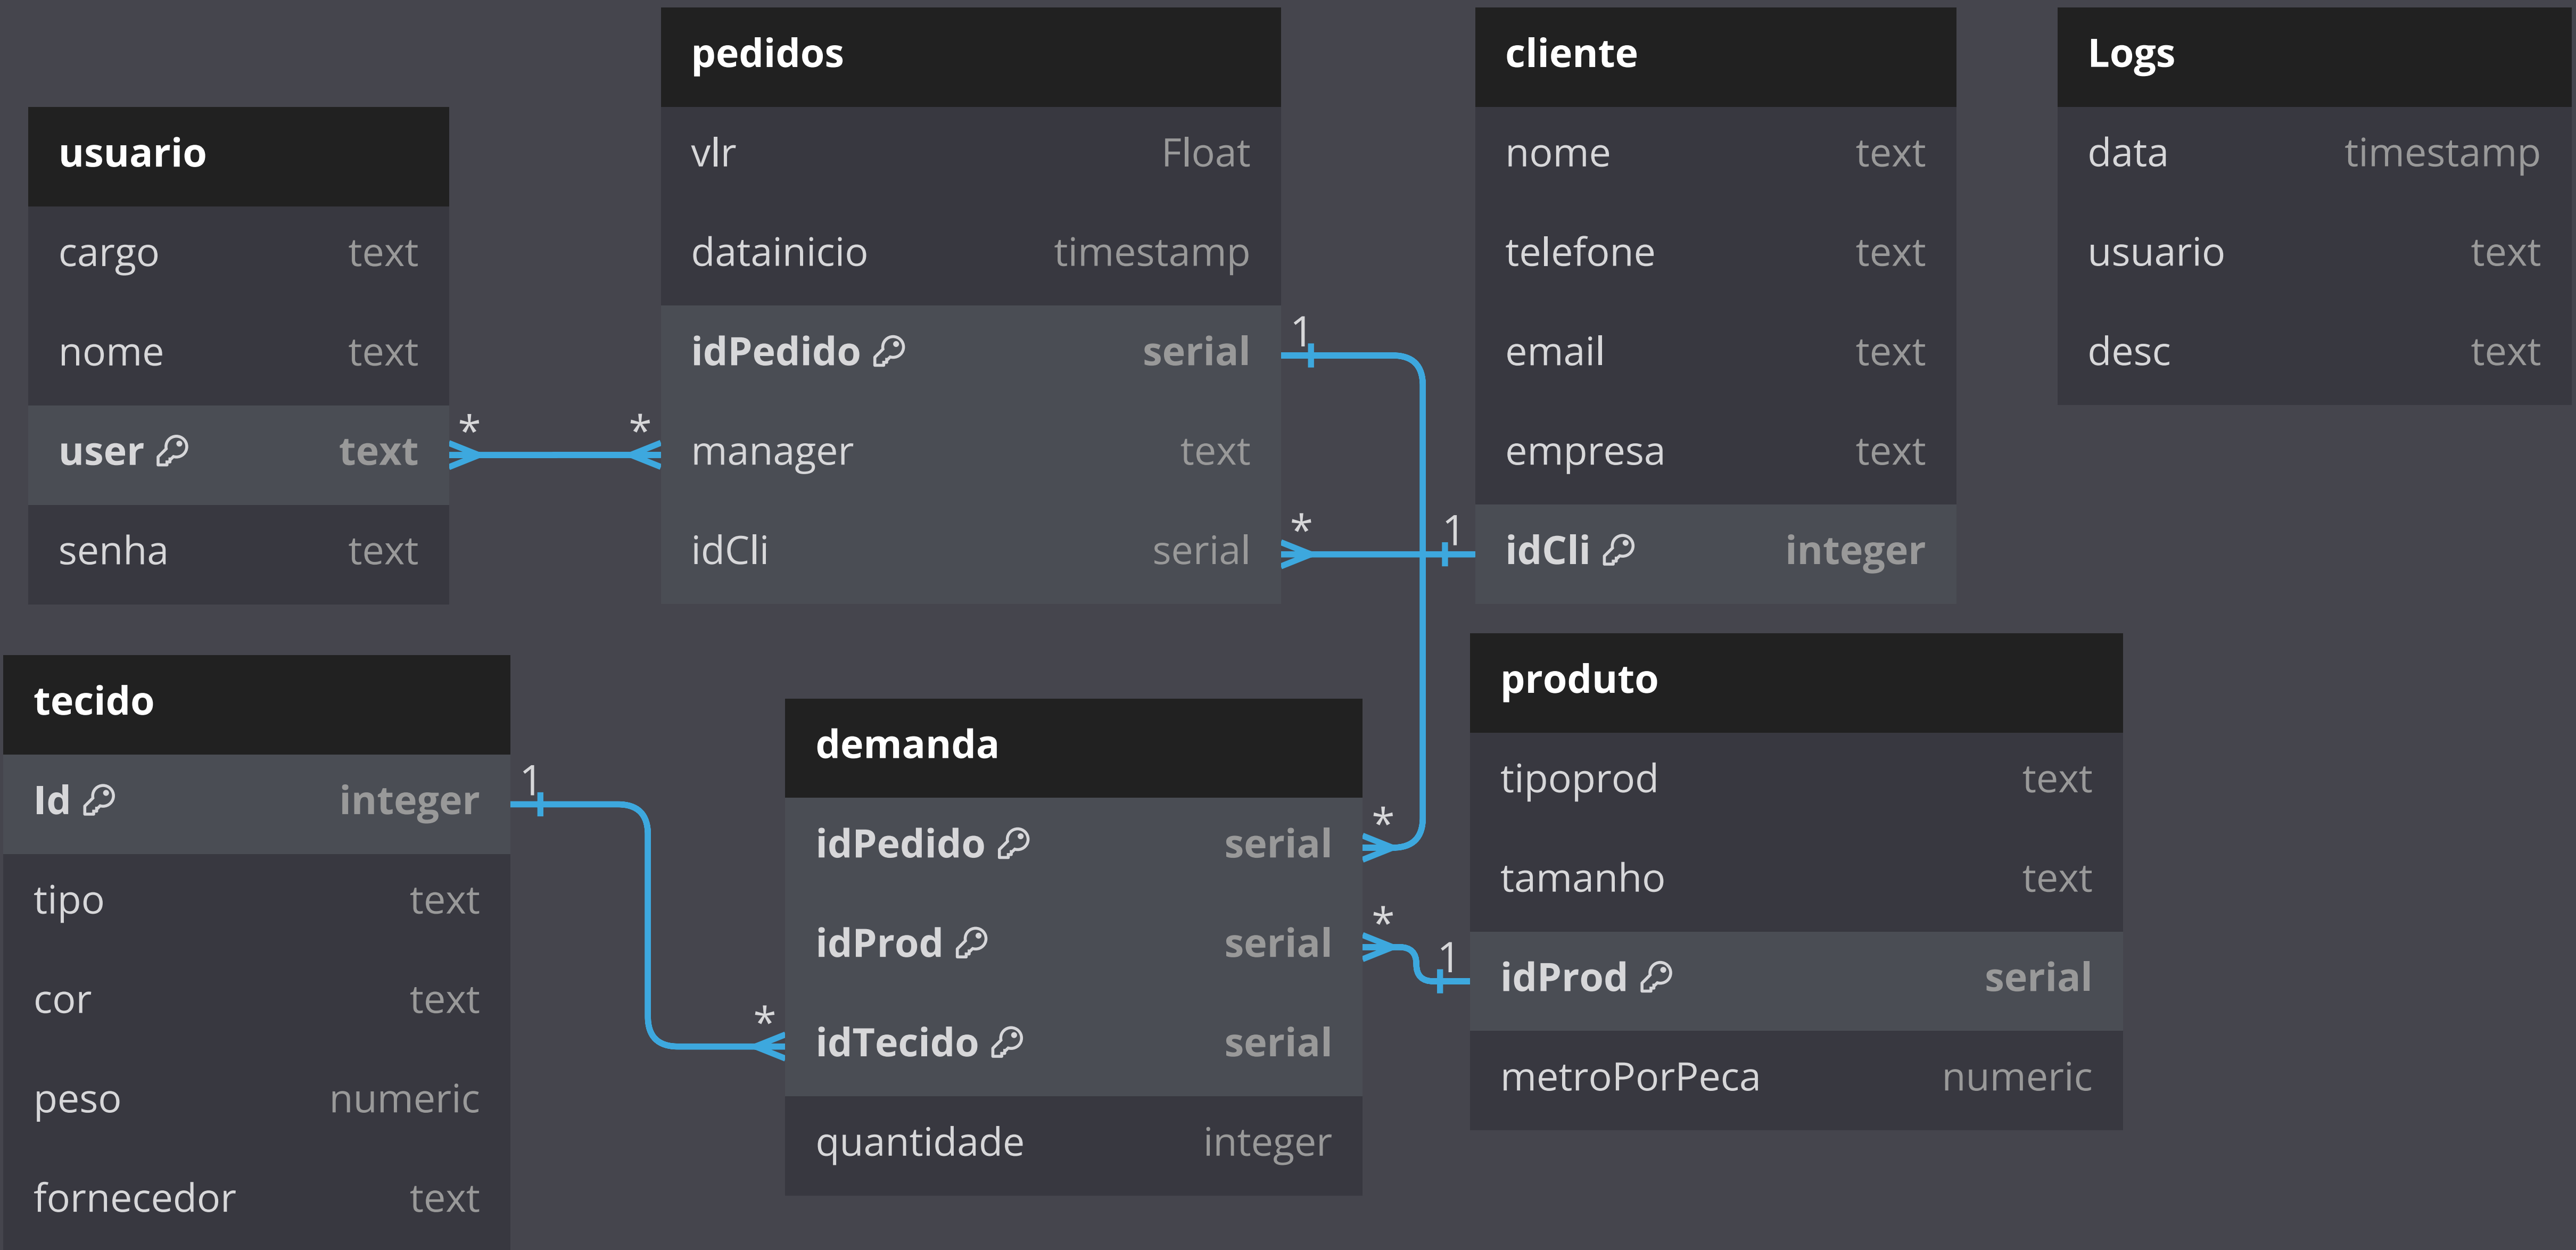 usuario
cargo text
nome text
user text
senha text
pedidos
vlr Float
datainicio timestamp
idPedido serial
manager text
idCli serial
cliente
nome text
telefone text
email text
empresa text
idCli integer
Logs
data timestamp
usuario text
desc text
* *
1
* 1
tecido
Id integer
tipo text
cor text
peso numeric
fornecedor text
1
*
demanda
idPedido serial
idProd serial
idTecido serial
quantidade integer
*
* 1
produto
tipoprod text
tamanho text
idProd serial
metroPorPeca numeric